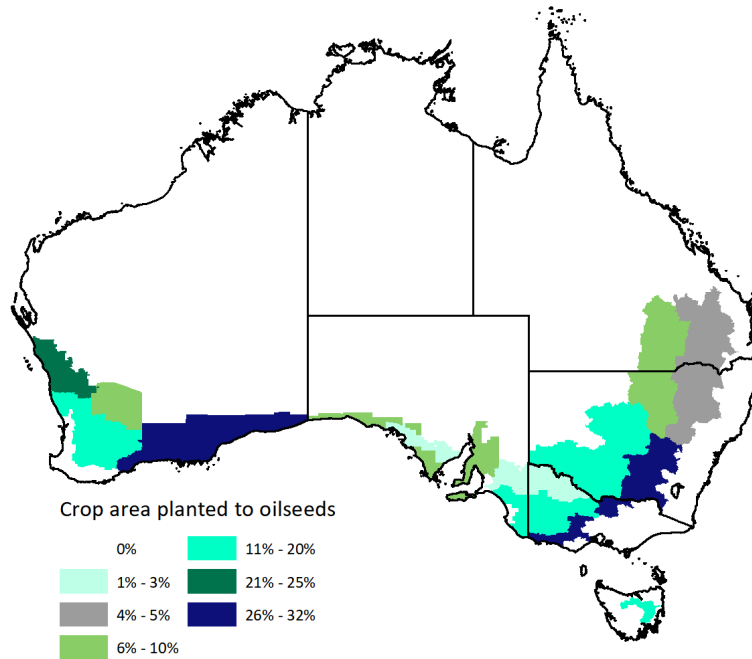 Crop area planted to oilseeds
0%
11% - 20%
1% - 3%
21% - 25%
4% - 5%
26% - 32%
6% - 10%